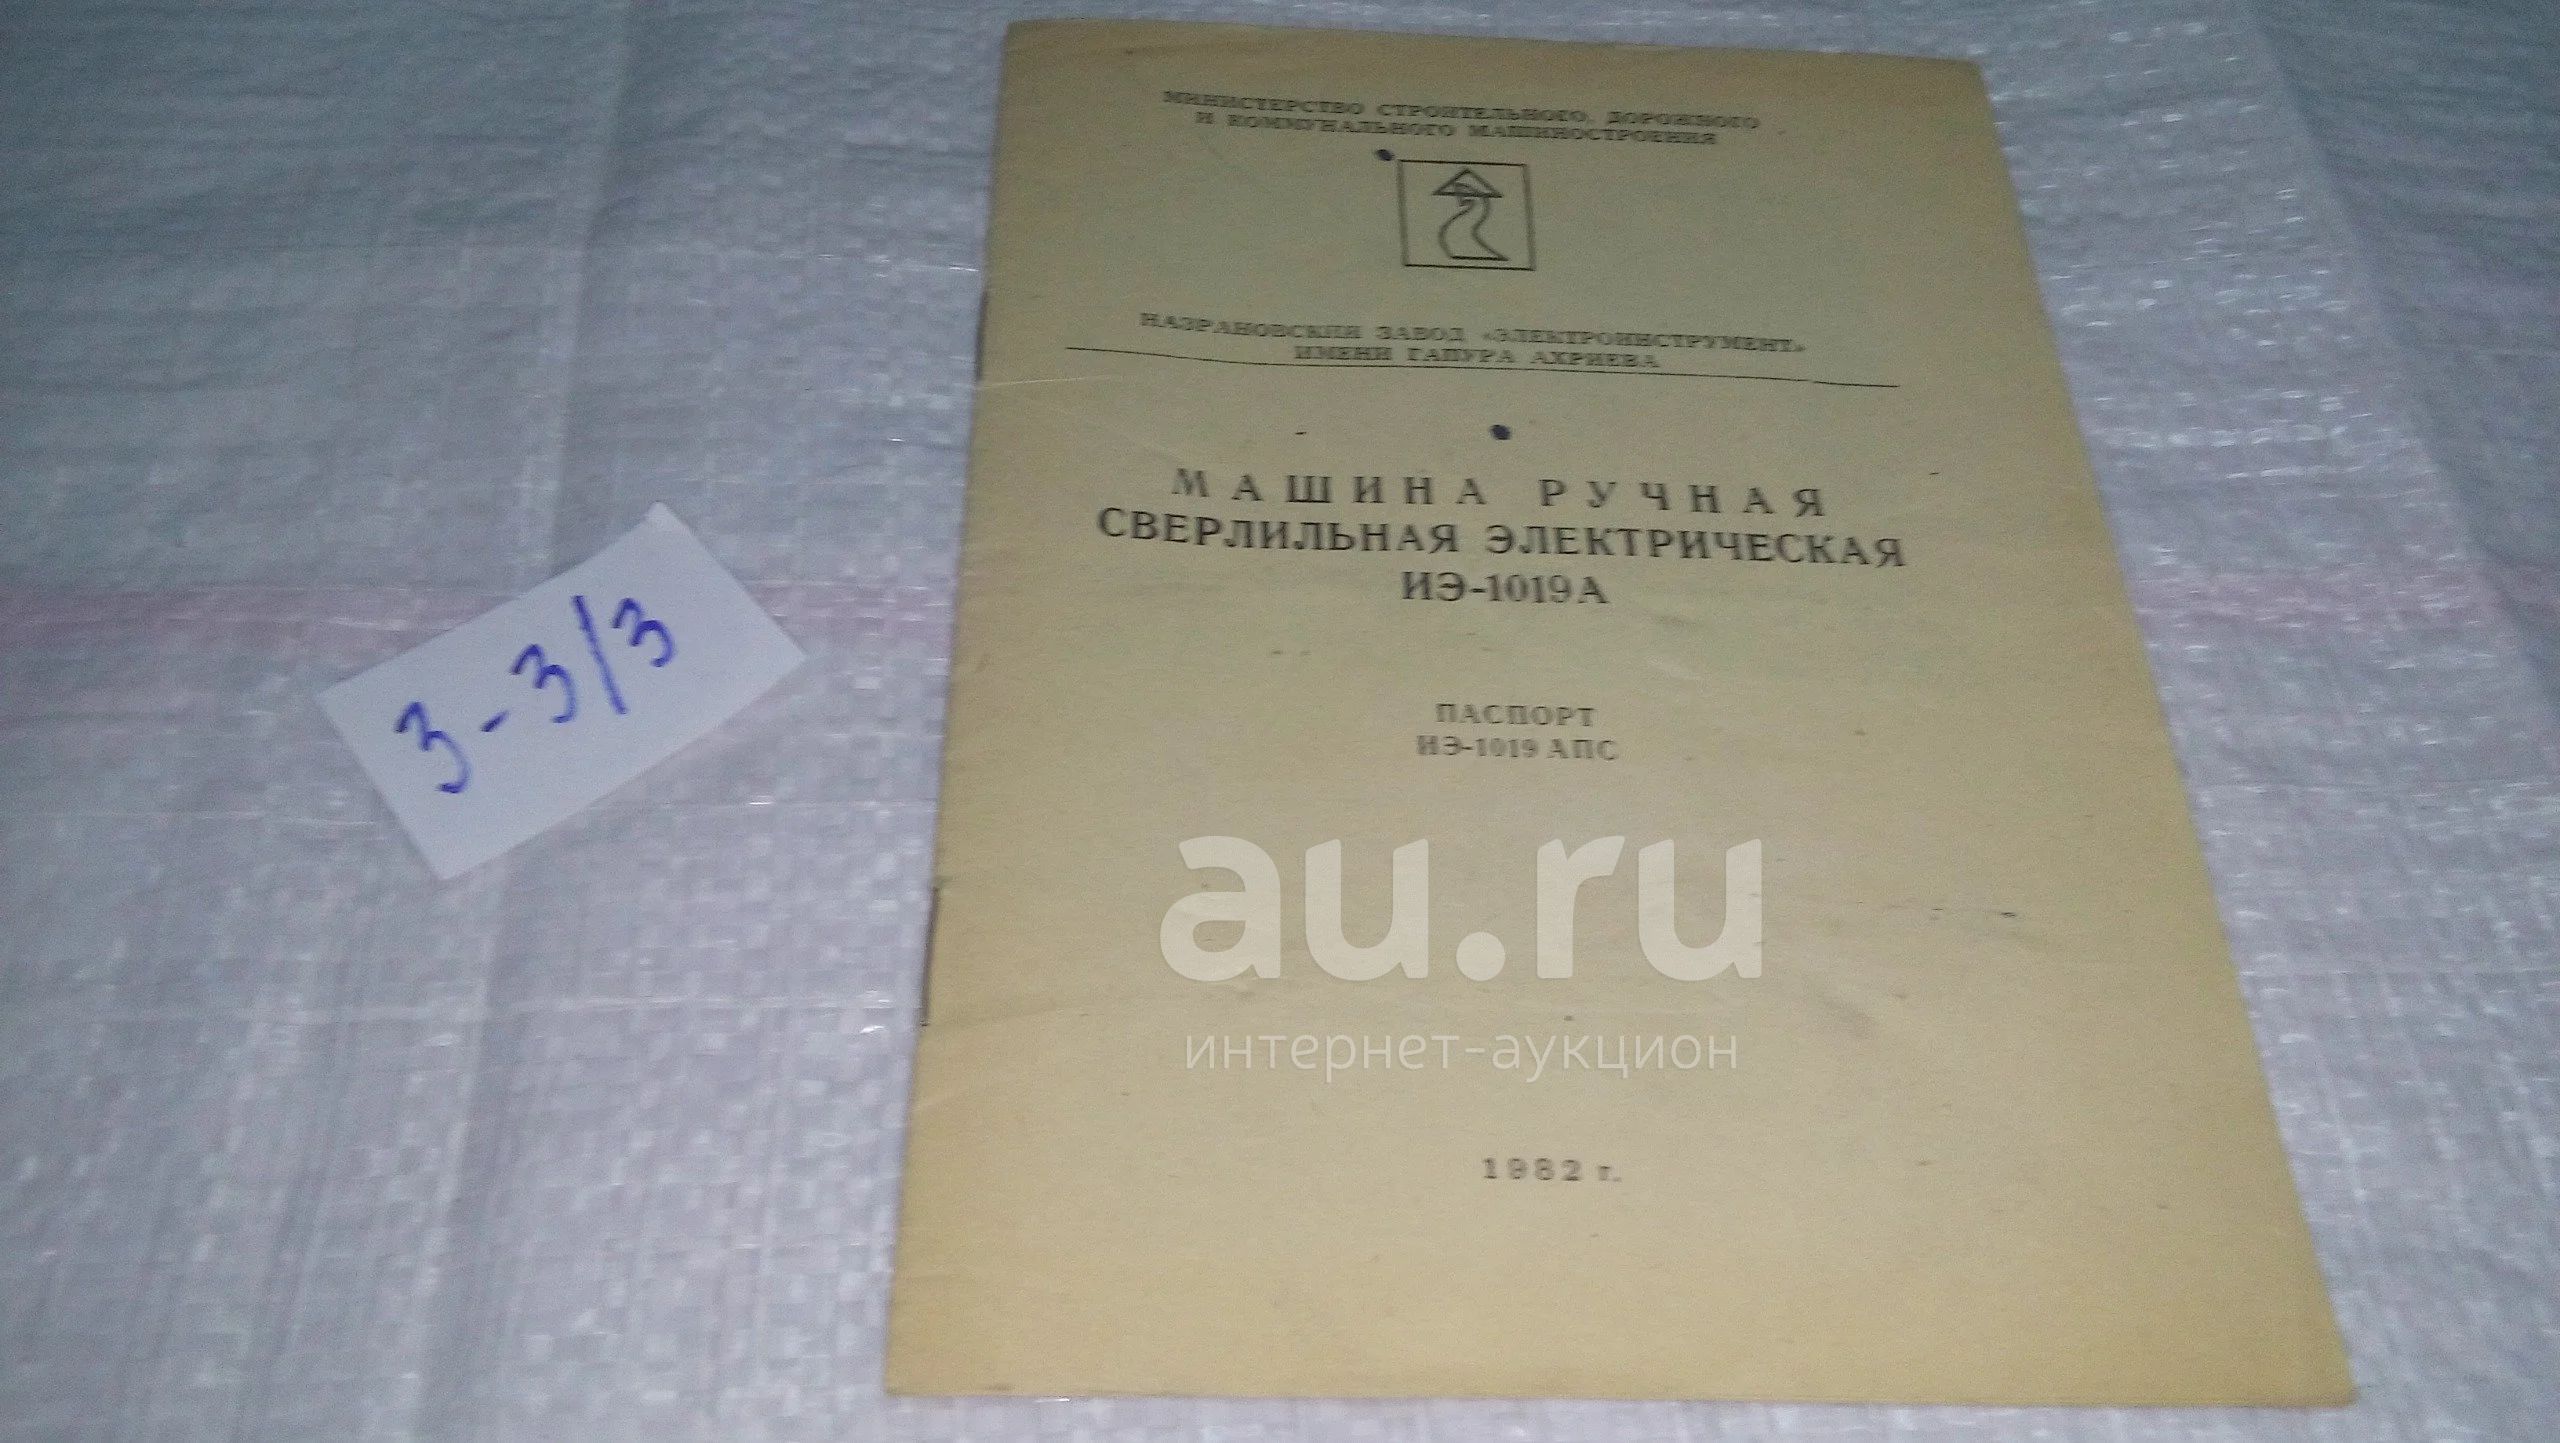 МИНИСТЕРСТВО СТРОИТЕЛЬНОГО, ДОРОЖНОГО
И КОММУНАЛЬНОГО МАШИНОСТРОЕНИЯ
НАЗРАНОВСКИЙ ЗАВОД «ЭЛЕКТРОИНСТРУМЕНТ»
ИМЕНИ ГАПУРА АХРИЕВА
МАШИНА РУЧНАЯ
СВЕРЛИЛЬНАЯ ЭЛЕКТРИЧЕСКАЯ
ИЭ-1019А
ПАСПОРТ
ИЭ-1019 АПС
1982 г.
3-3/3
au.ru
интернет-аукцион